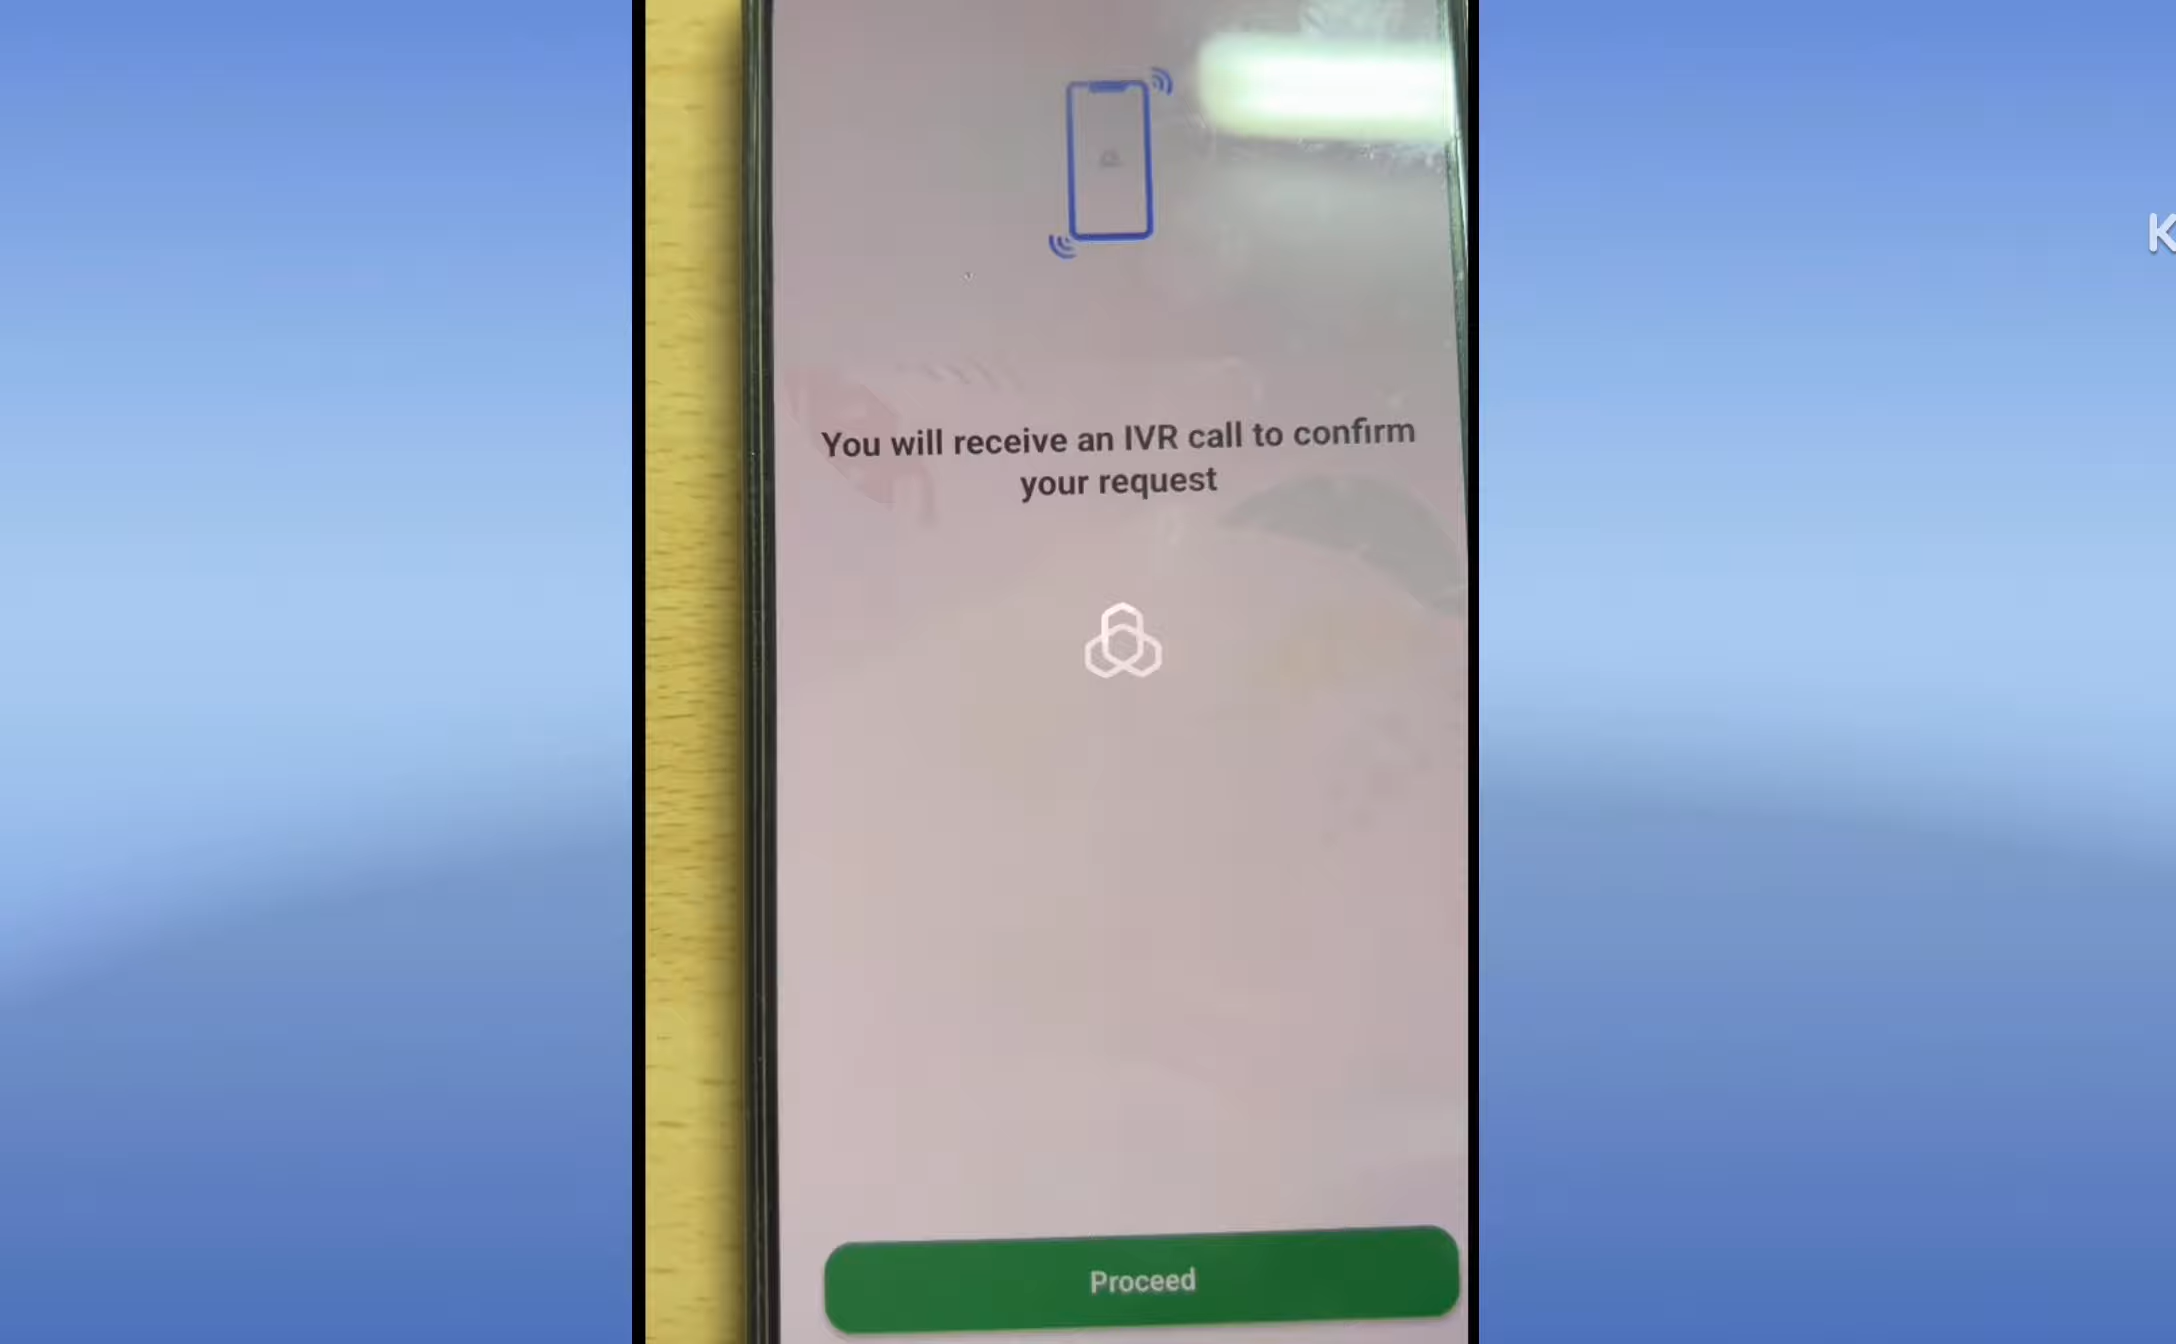 You will receive an IVR call to confirm
your request
Proceed
K